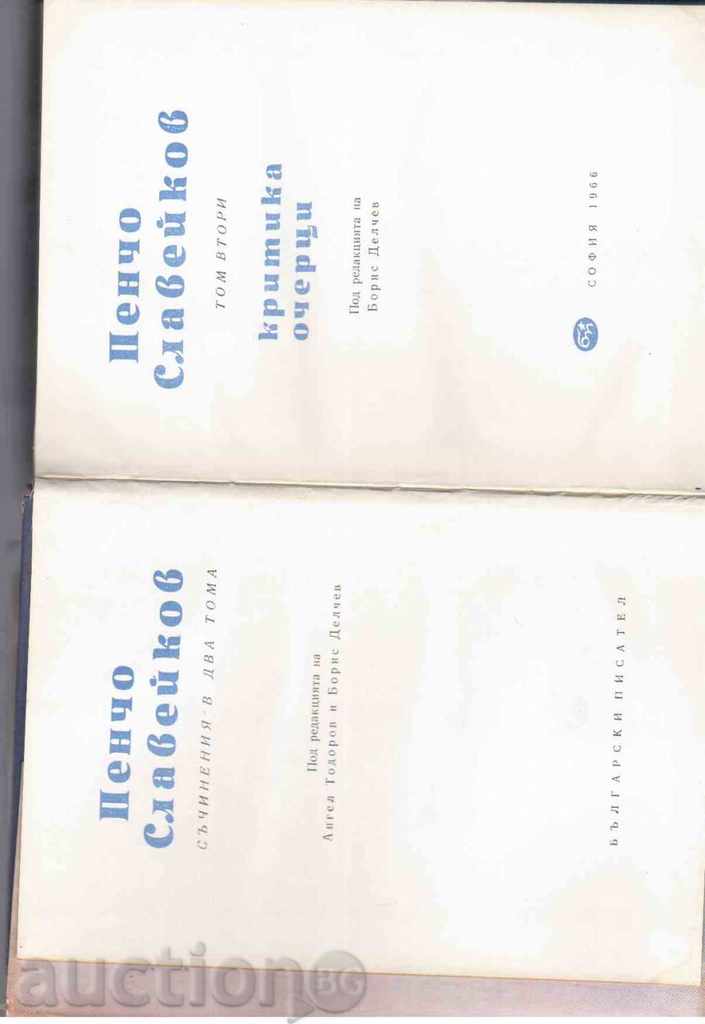 Пенчо
Славейков
СЪЧИНЕНИЯ В ДВА ТОМА
Под редакцията на
Ангел Тодоров и Борис Делчев
БЪЛГАРСКИ ПИСАТЕЛ
Пенчо
Славейков
ТОМ ВТОРИ
критика
очерци
Под редакцията на
Борис Делчев
СОФИЯ 1966
auction BG